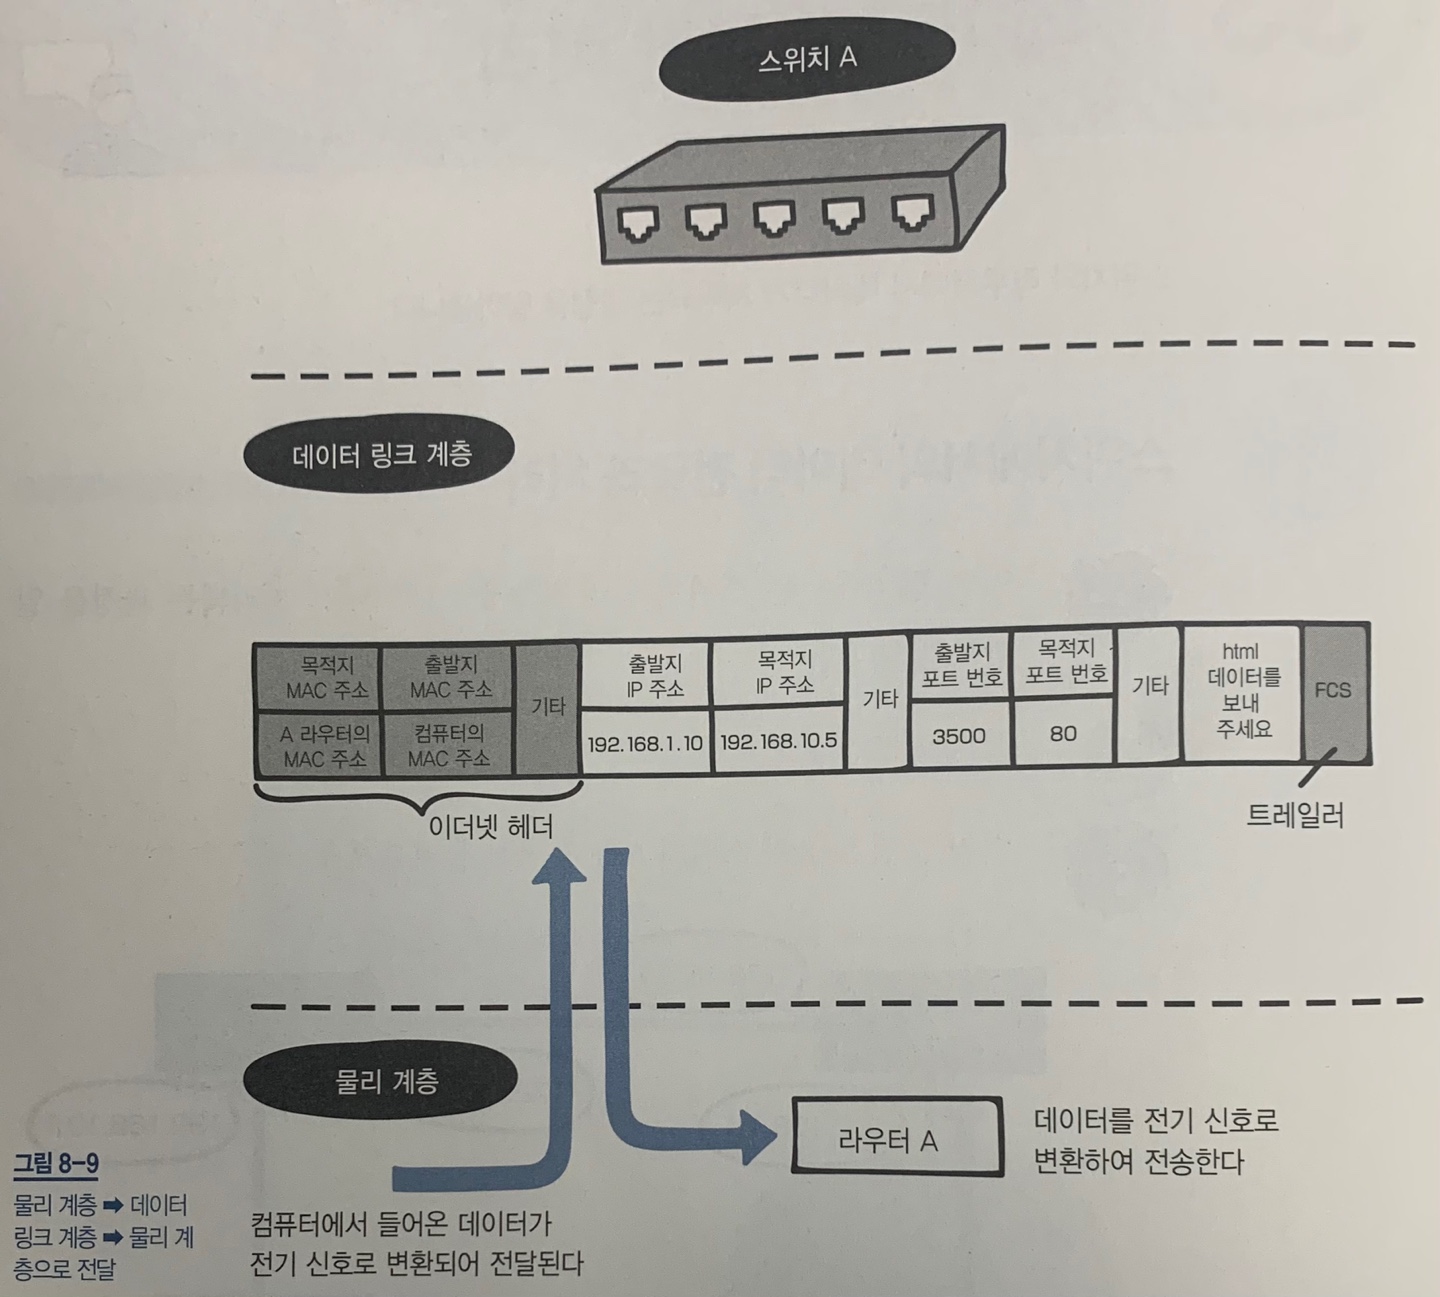 스위치 A
데이터 링크 계층
목적지
MAC 주소
출발지
MAC 주소
기타
출발지
IP 주소
목적지
IP 주소
기타
출발지
포트 번호
목적지
포트 번호
기타
html
데이터를
보내
주세요
FCS
A 라우터의
MAC 주소
컴퓨터의
MAC 주소
192.168.1.10
192.168.10.5
3500
80
이더넷 헤더
트레일러
물리 계층
라우터 A
데이터를 전기 신호로
변환하여 전송한다
컴퓨터에서 들어온 데이터가
전기 신호로 변환되어 전달된다
그림 8-9
물리 계층 ➡ 데이터
링크 계층 ➡ 물리 계
층으로 전달